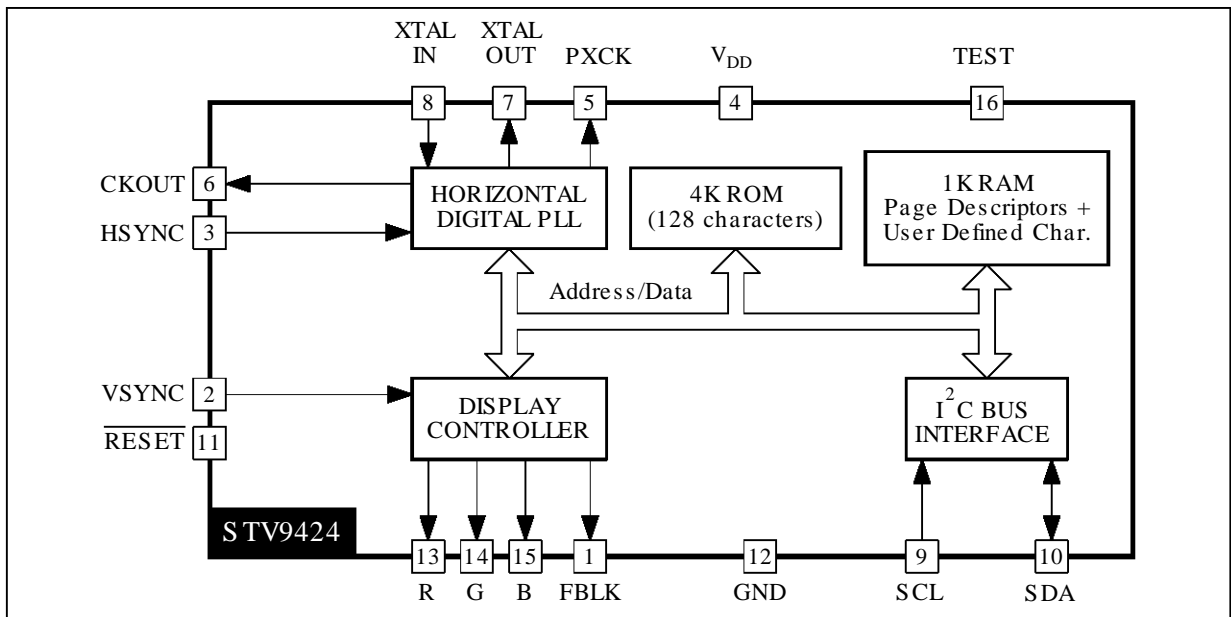 XTAL IN
XTAL OUT
PXCK
VDD
TEST
8
7
5
4
16
CKOUT
6
HSYNC
3
HORIZONTAL
DIGITAL PLL
4K ROM
(128 characters)
1K RAM
Page Descriptors +
User Defined Char.
Address/Data
VSYNC
2
RESET
11
DISPLAY
CONTROLLER
I2C BUS
INTERFACE
STV9424
13
14
15
1
12
9
10
R
G
B
FBLK
GND
SCL
SDA